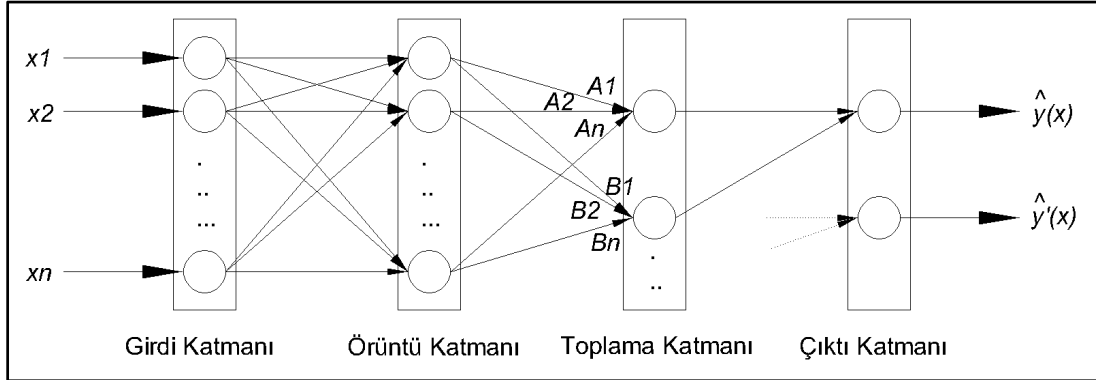 x1
x2
.
..
...
xn
.
..
...
A1
A2
An
B1
B2
Bn
.
..
^
y(x)
^
y'(x)
Girdi Katmanı
Örüntü Katmanı
Toplama Katmanı
Çıktı Katmanı